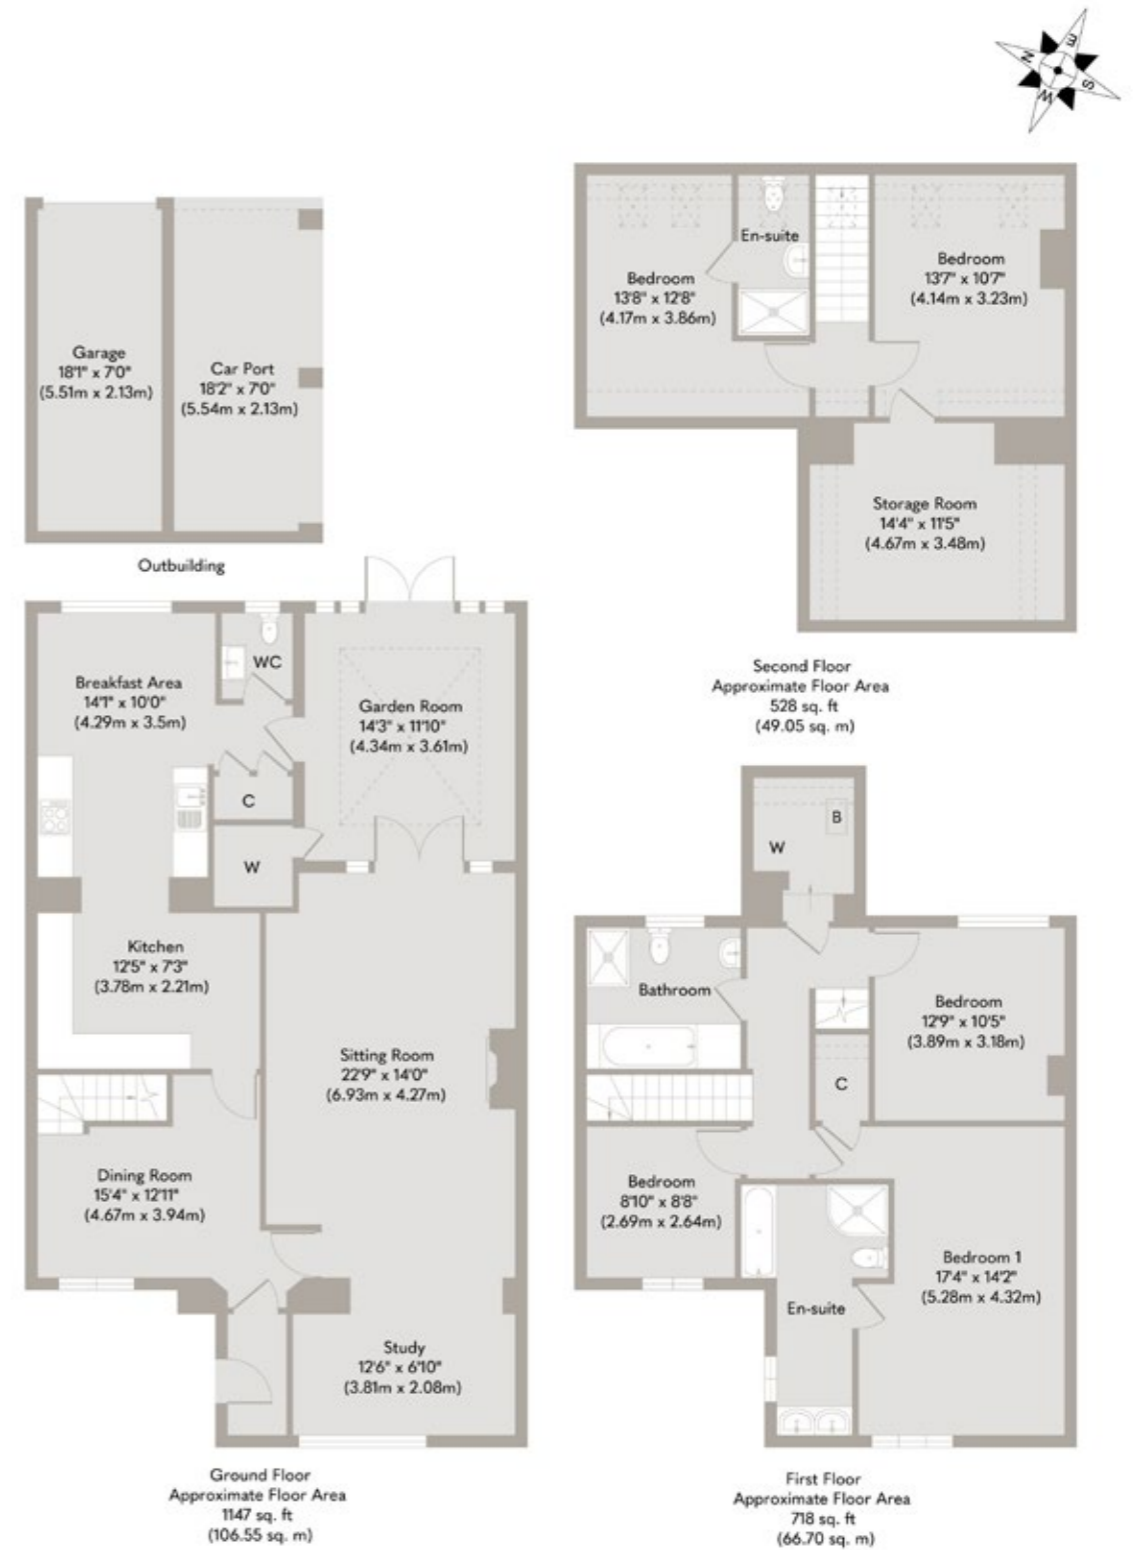 N
E
S
W
Garage
18'1" x 7'0"
(5.51m x 2.13m)
Car Port
18'2" x 7'0"
(5.54m x 2.13m)
Outbuilding
Bedroom
13'8" x 12'8"
(4.17m x 3.86m)
En-suite
Bedroom
13'7" x 10'7"
(4.14m x 3.23m)
Storage Room
14'4" x 11'5"
(4.67m x 3.48m)
Second Floor
Approximate Floor Area
528 sq. ft
(49.05 sq. m)
Breakfast Area
14'1" x 10'0"
(4.29m x 3.5m)
WC
Garden Room
14'3" x 11'10"
(4.34m x 3.61m)
C
W
Kitchen
12'5" x 7'3"
(3.78m x 2.21m)
Sitting Room
22'9" x 14'0"
(6.93m x 4.27m)
Dining Room
15'4" x 12'11"
(4.67m x 3.94m)
Study
12'6" x 6'10"
(3.81m x 2.08m)
Ground Floor
Approximate Floor Area
1147 sq. ft
(106.55 sq. m)
B
W
Bathroom
Bedroom
12'9" x 10'5"
(3.89m x 3.18m)
C
Bedroom
8'10" x 8'8"
(2.69m x 2.64m)
En-suite
Bedroom 1
17'4" x 14'2"
(5.28m x 4.32m)
First Floor
Approximate Floor Area
718 sq. ft
(66.70 sq. m)